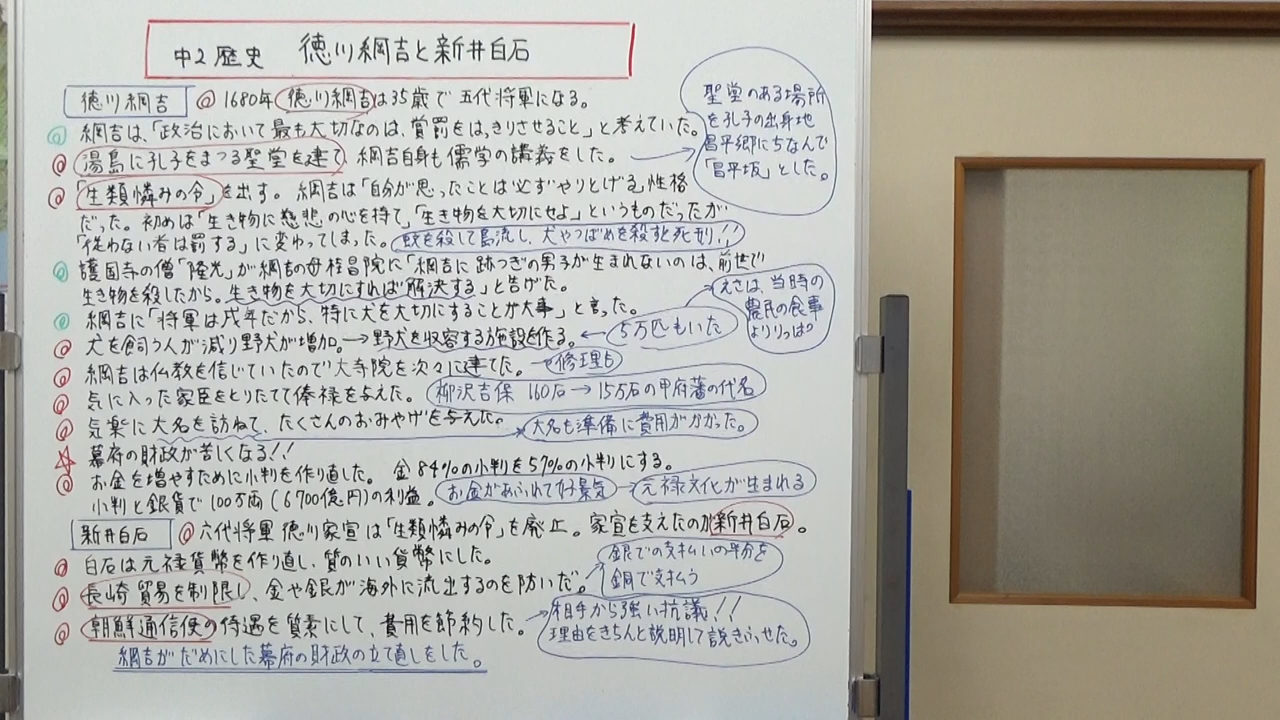 中2歴史 徳川綱吉と新井白石
徳川綱吉 ◎ 1680年 徳川綱吉は35歳で 五代将軍になる。
◎ 綱吉は、「政治において最も大切なのは、賞罰をはっきりさせること」と考えていた。
◎ 湯島に孔子をまつる聖堂を建て 綱吉自身も儒学の講義をした。
聖堂のある場所
を孔子の出身地
昌平郷にちなんで
「昌平坂」とした。
◎ 「生類憐みの令」を出す。綱吉は「自分が思ったことは必ずやりとげる」性格
だった。初めは「生き物に慈悲の心を持て」「生き物を大切にせよ」というものだったが
「従わない者は罰する」に変わってしまった。 蚊を殺して島流し、犬やつばめを殺すと死刑!!
◎ 護国寺の僧「隆光」が綱吉の母桂昌院に「綱吉に跡つぎの男子が生まれないのは、前世で
生き物を殺したから。生き物を大切にすれば解決する」と告げた。
◎ 綱吉に「将軍は戌年だから、特に犬を大切にすることが大事」と言った。
◎ 犬を飼う人が減り野犬が増加。→野犬を収容する施設を作る。 ← 5万匹もいた
えさは、当時の
農民の食事
よりりっぱ?
◎ 綱吉は仏教を信じていたので大寺院を次々に建てた。 修理も
◎ 気に入った家臣をとりたてて俸禄を与えた。 柳沢吉保 160石→15万石の甲府藩の代名
◎ 気楽に大名を訪ねて、たくさんのおみやげを与えた。→ 大名も準備に費用がかかった。
☆ 幕府の財政が苦しくなる!!
◎ お金を増やすために小判を作り直した。 金84%の小判を57%の小判にする。
小判と銀貨で100万両(6700億円)の利益。 お金があふれて好景気 → 元禄文化が生まれる
新井白石 ◎ 六代将軍 徳川家宣は「生類憐みの令」を廃止。家宣を支えたのが新井白石。
◎ 白石は元禄貨幣を作り直し、質のいい貨幣にした。
◎ 長崎貿易を制限し、金や銀が海外に流出するのを防いだ。
銀での支払いの半分を
銅で支払う
◎ 朝鮮通信使の待遇を質素にして、費用を節約した。
相手から強い抗議!!
理由をきちんと説明して説きふせた。
綱吉がだめにした幕府の財政の立て直しをした。